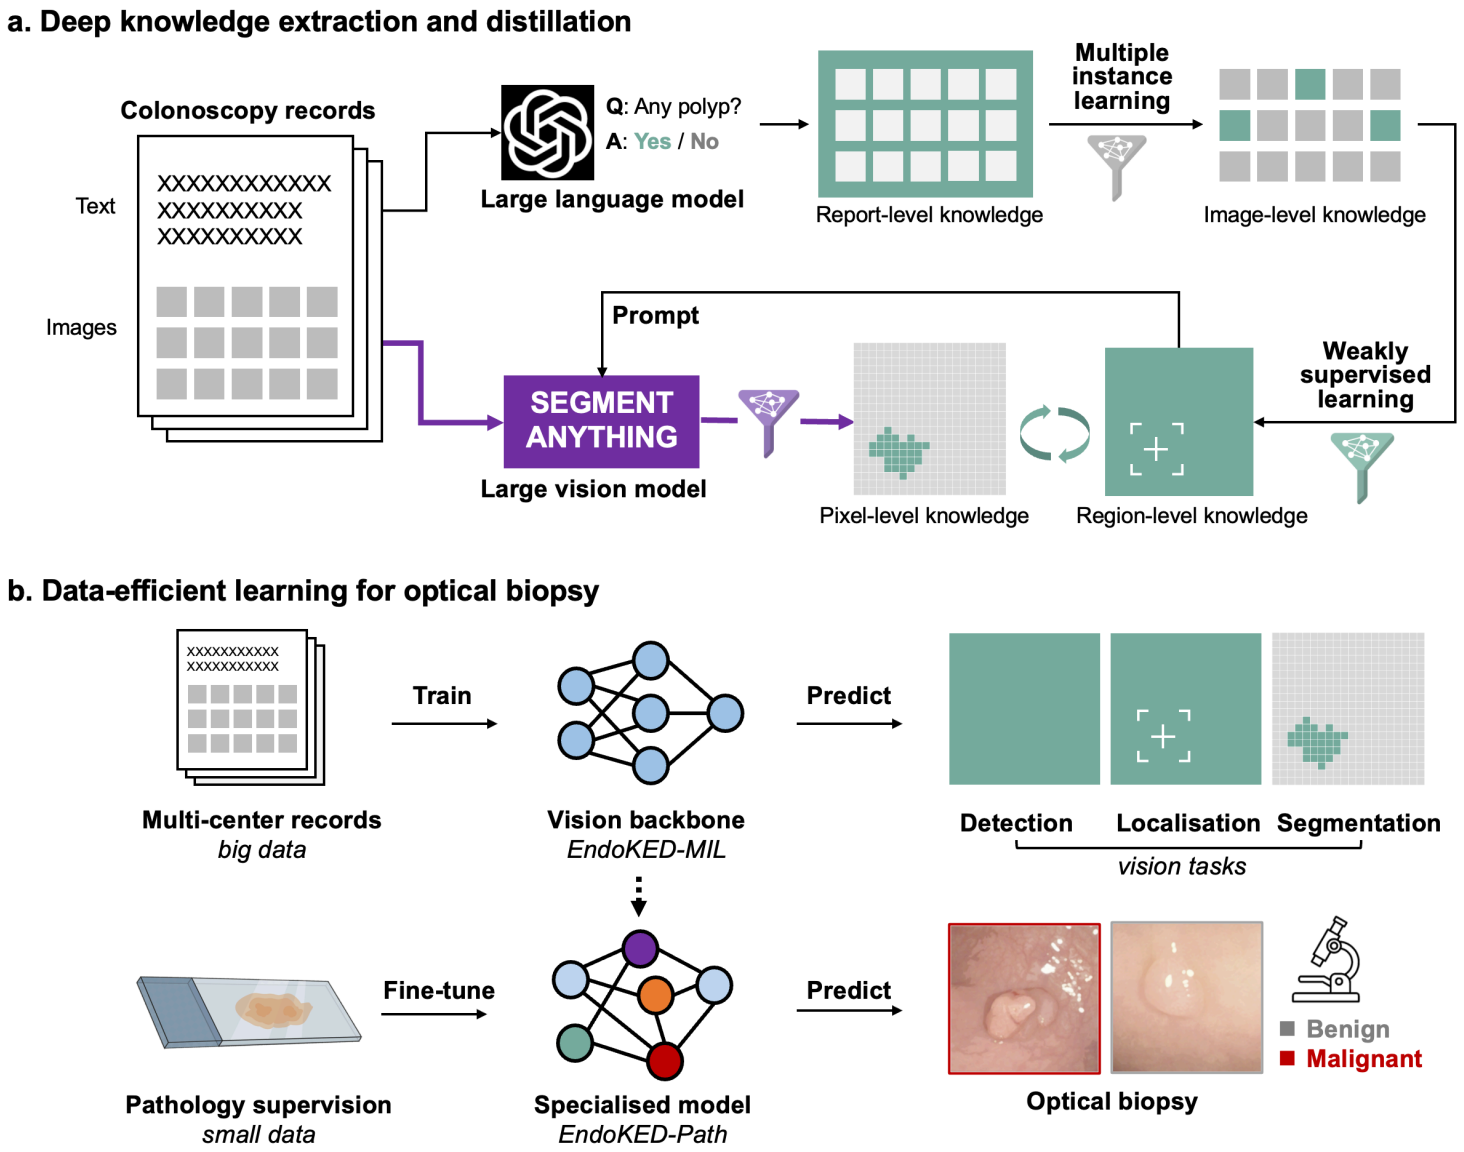 a. Deep knowledge extraction and distillation
Colonoscopy records
Text
XXXXXXXXXXXX
XXXXXXXXXX
XXXXXXXXXX
Images
Q: Any polyp?
A: Yes / No
Large language model
Report-level knowledge
Multiple
instance
learning
Image-level knowledge
Prompt
SEGMENT
ANYTHING
Large vision model
Pixel-level knowledge
Region-level knowledge
Weakly
supervised
learning
b. Data-efficient learning for optical biopsy
XXXXXXXXXXX
XXXXXXXXXXX
Multi-center records
big data
Train
Vision backbone
EndoKED-MIL
Predict
Detection
Localisation
Segmentation
vision tasks
Pathology supervision
small data
Fine-tune
Specialised model
EndoKED-Path
Predict
Optical biopsy
Benign
Malignant